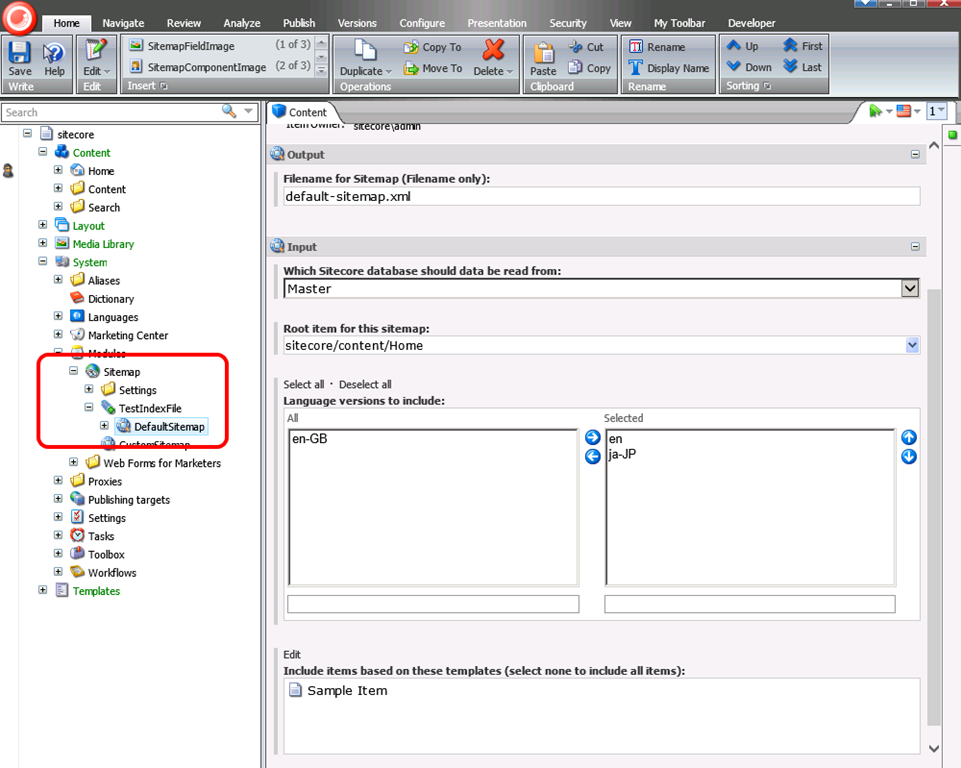 Home Navigate Review Analyze Publish Versions Configure Presentation Security View My Toolbar Developer
SitemapFieldImage (1 of 3) Copy To Cut Rename Up First
SitemapComponentImage (2 of 3) Move To Copy Display Name Down Last
Save Help Edit Duplicate Delete Paste
Write Edit Insert Operations Clipboard Rename Sorting
Search
sitecore
Content
Home
Content
Search
Layout
Media Library
System
Aliases
Dictionary
Languages
Marketing Center
Modules
Sitemap
Settings
TestIndexFile
DefaultSitemap
CustomSitemap
Web Forms for Marketers
Proxies
Publishing targets
Settings
Tasks
Toolbox
Workflows
Templates
Content
1
ItemOwner: sitecore\admin
Output
Filename for Sitemap (Filename only):
default-sitemap.xml
Input
Which Sitecore database should data be read from:
Master
Root item for this sitemap:
sitecore/content/Home
Select all · Deselect all
Language versions to include:
All Selected
en-GB en
ja-JP
Edit
Include items based on these templates (select none to include all items):
Sample Item